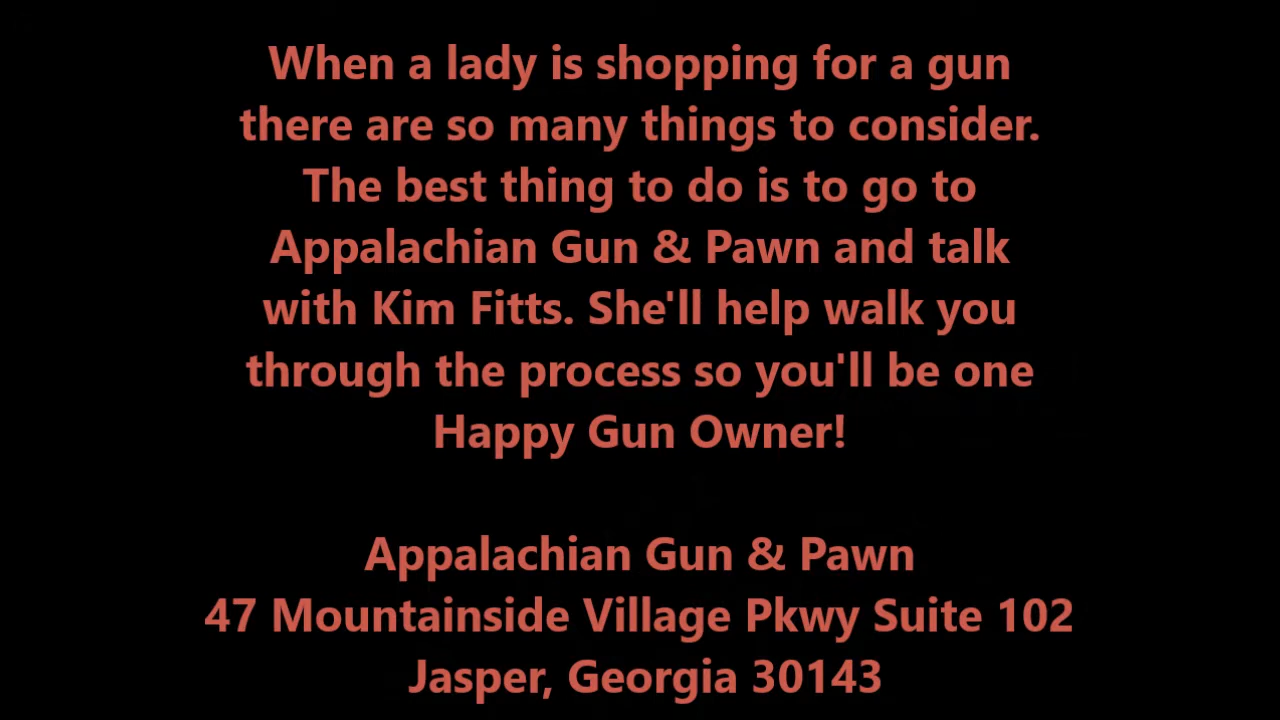 When a lady is shopping for a gun
there are so many things to consider.
The best thing to do is to go to
Appalachian Gun & Pawn and talk
with Kim Fitts. She'll help walk you
through the process so you'll be one
Happy Gun Owner!
Appalachian Gun & Pawn
47 Mountainside Village Pkwy Suite 102
Jasper, Georgia 30143